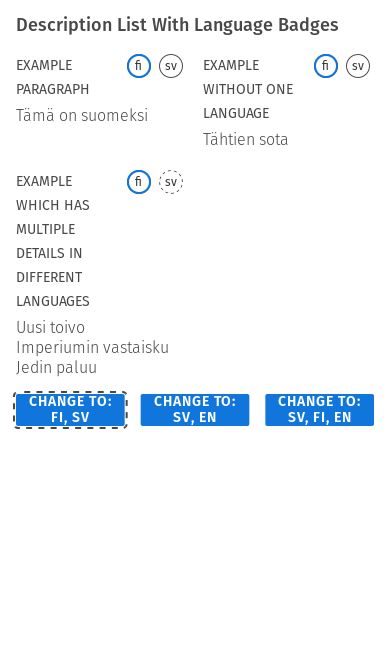 Description List With Language Badges
EXAMPLE PARAGRAPH
fi sv
Tämä on suomeksi
EXAMPLE WITHOUT ONE LANGUAGE
fi sv
Tähtien sota
EXAMPLE WHICH HAS MULTIPLE DETAILS IN DIFFERENT LANGUAGES
fi sv
Uusi toivo
Imperiumin vastaisku
Jedin paluu
CHANGE TO: FI, SV
CHANGE TO: SV, EN
CHANGE TO: SV, FI, EN